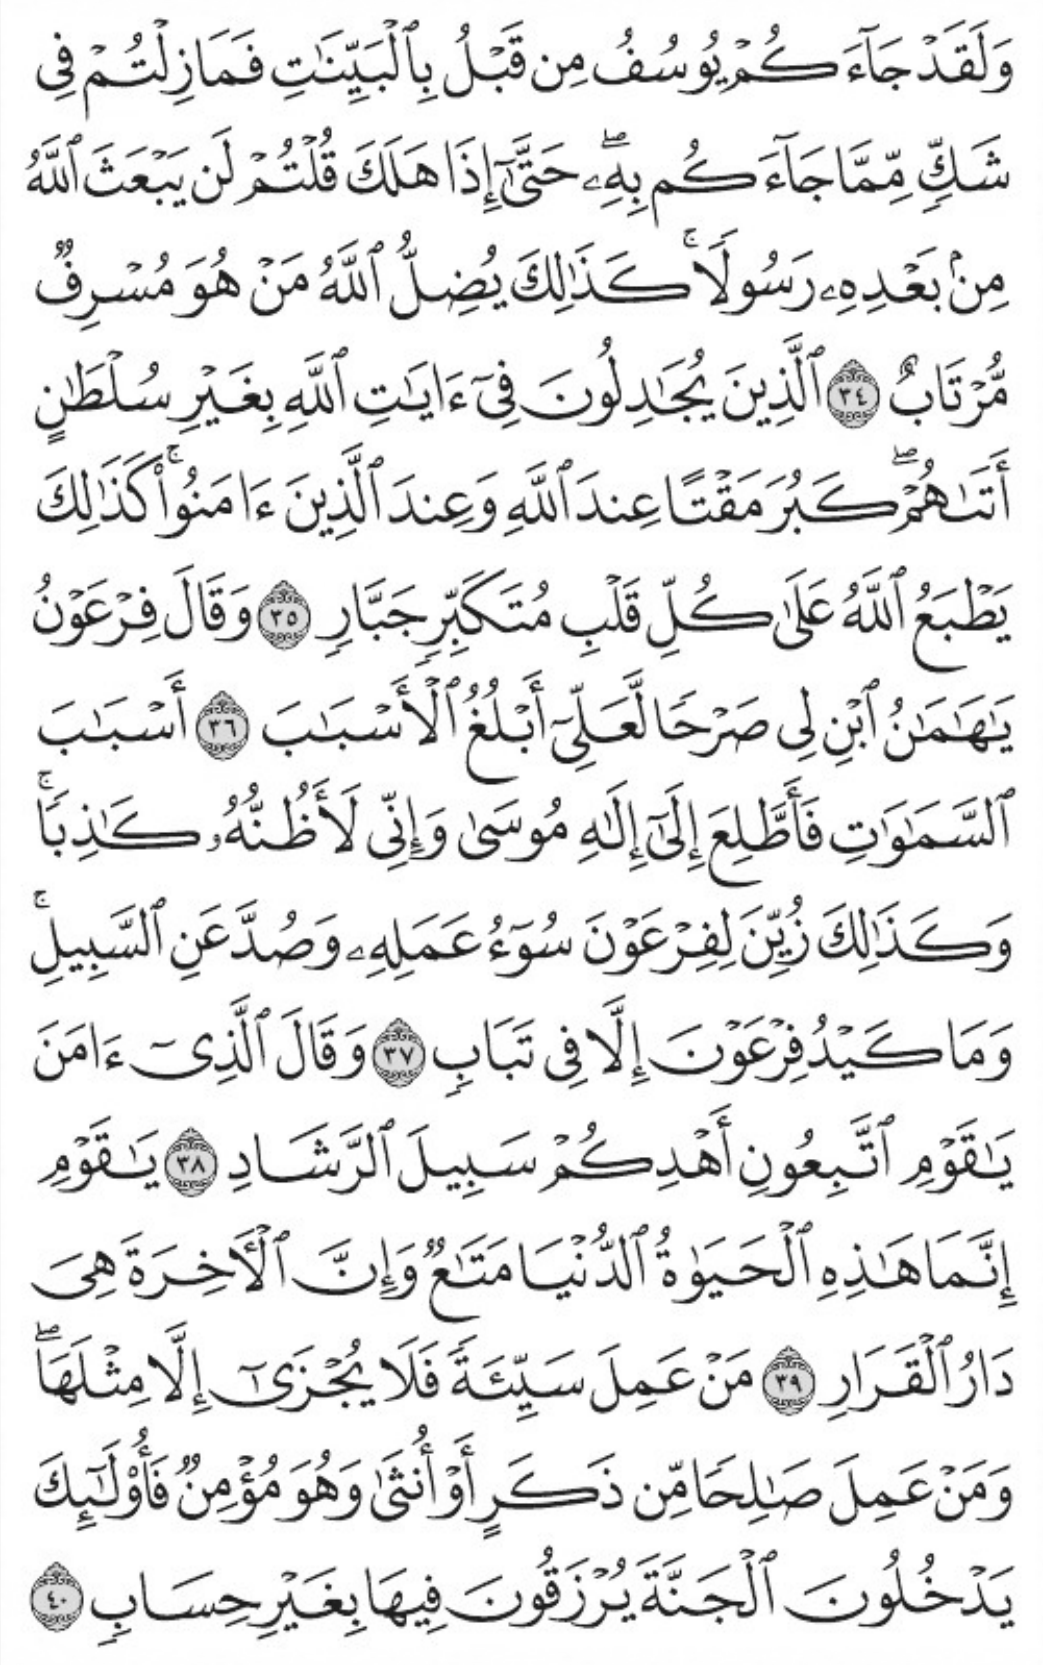 وَلَقَدْ جَآءَكُمْ يُوسُفُ مِن قَبْلُ بِٱلْبَيِّنَٰتِ فَمَا زِلْتُمْ فِى
شَكٍّ مِّمَّا جَآءَكُم بِهِۦۖ حَتَّىٰٓ إِذَا هَلَكَ قُلْتُمْ لَن يَبْعَثَ ٱللَّهُ
مِنۢ بَعْدِهِۦ رَسُولًاۚ كَذَٰلِكَ يُضِلُّ ٱللَّهُ مَنْ هُوَ مُسْرِفٌ
مُّرْتَابٌ ٣٤ ٱلَّذِينَ يُجَٰدِلُونَ فِىٓ ءَايَٰتِ ٱللَّهِ بِغَيْرِ سُلْطَٰنٍ
أَتَىٰهُمْۖ كَبُرَ مَقْتًا عِندَ ٱللَّهِ وَعِندَ ٱلَّذِينَ ءَامَنُوا۟ۚ كَذَٰلِكَ
يَطْبَعُ ٱللَّهُ عَلَىٰ كُلِّ قَلْبِ مُتَكَبِّرٍ جَبَّارٍ ٣٥ وَقَالَ فِرْعَوْنُ
يَٰهَٰمَٰنُ ٱبْنِ لِى صَرْحًا لَّعَلِّىٓ أَبْلُغُ ٱلْأَسْبَٰبَ ٣٦ أَسْبَٰبَ
ٱلسَّمَٰوَٰتِ فَأَطَّلِعَ إِلَىٰٓ إِلَٰهِ مُوسَىٰ وَإِنِّى لَأَظُنُّهُۥ كَٰذِبًاۚ
وَكَذَٰلِكَ زُيِّنَ لِفِرْعَوْنَ سُوٓءُ عَمَلِهِۦ وَصُدَّ عَنِ ٱلسَّبِيلِۚ
وَمَا كَيْدُ فِرْعَوْنَ إِلَّا فِى تَبَابٍ ٣٧ وَقَالَ ٱلَّذِىٓ ءَامَنَ
يَٰقَوْمِ ٱتَّبِعُونِ أَهْدِكُمْ سَبِيلَ ٱلرَّشَادِ ٣٨ يَٰقَوْمِ
إِنَّمَا هَٰذِهِ ٱلْحَيَوٰةُ ٱلدُّنْيَا مَتَٰعٌ وَإِنَّ ٱلْءَاخِرَةَ هِىَ
دَارُ ٱلْقَرَارِ ٣٩ مَنْ عَمِلَ سَيِّئَةً فَلَا يُجْزَىٰٓ إِلَّا مِثْلَهَاۖ
وَمَنْ عَمِلَ صَٰلِحًا مِّن ذَكَرٍ أَوْ أُنثَىٰ وَهُوَ مُؤْمِنٌ فَأُو۟لَٰٓئِكَ
يَدْخُلُونَ ٱلْجَنَّةَ يُرْزَقُونَ فِيهَا بِغَيْرِ حِسَابٍ ٤٠